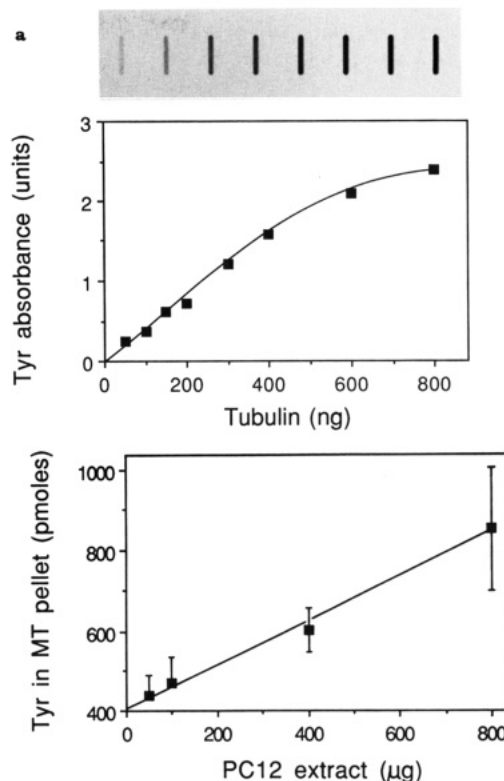 a
3
2
1
0
Tyr absorbance (units)
0 200 400 600 800
Tubulin (ng)
1000
800
600
400
Tyr in MT pellet (pmoles)
0 200 400 600 800
PC12 extract (µg)